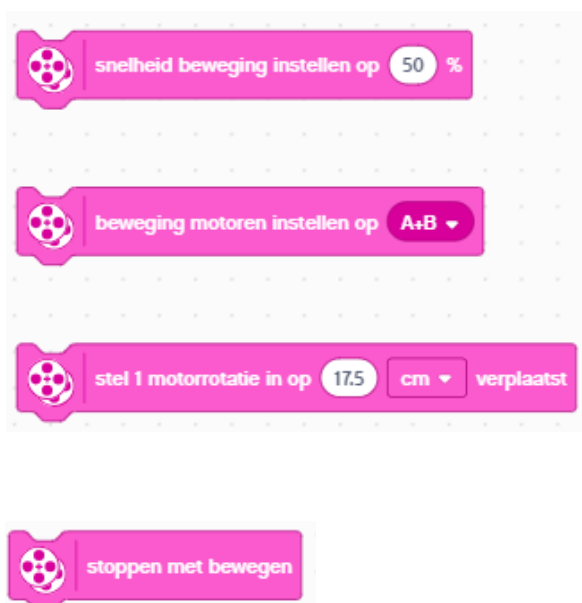 snelheid beweging instellen op 50 %
beweging motoren instellen op A+B
stel 1 motorrotatie in op 17.5 cm verplaatst
stoppen met bewegen